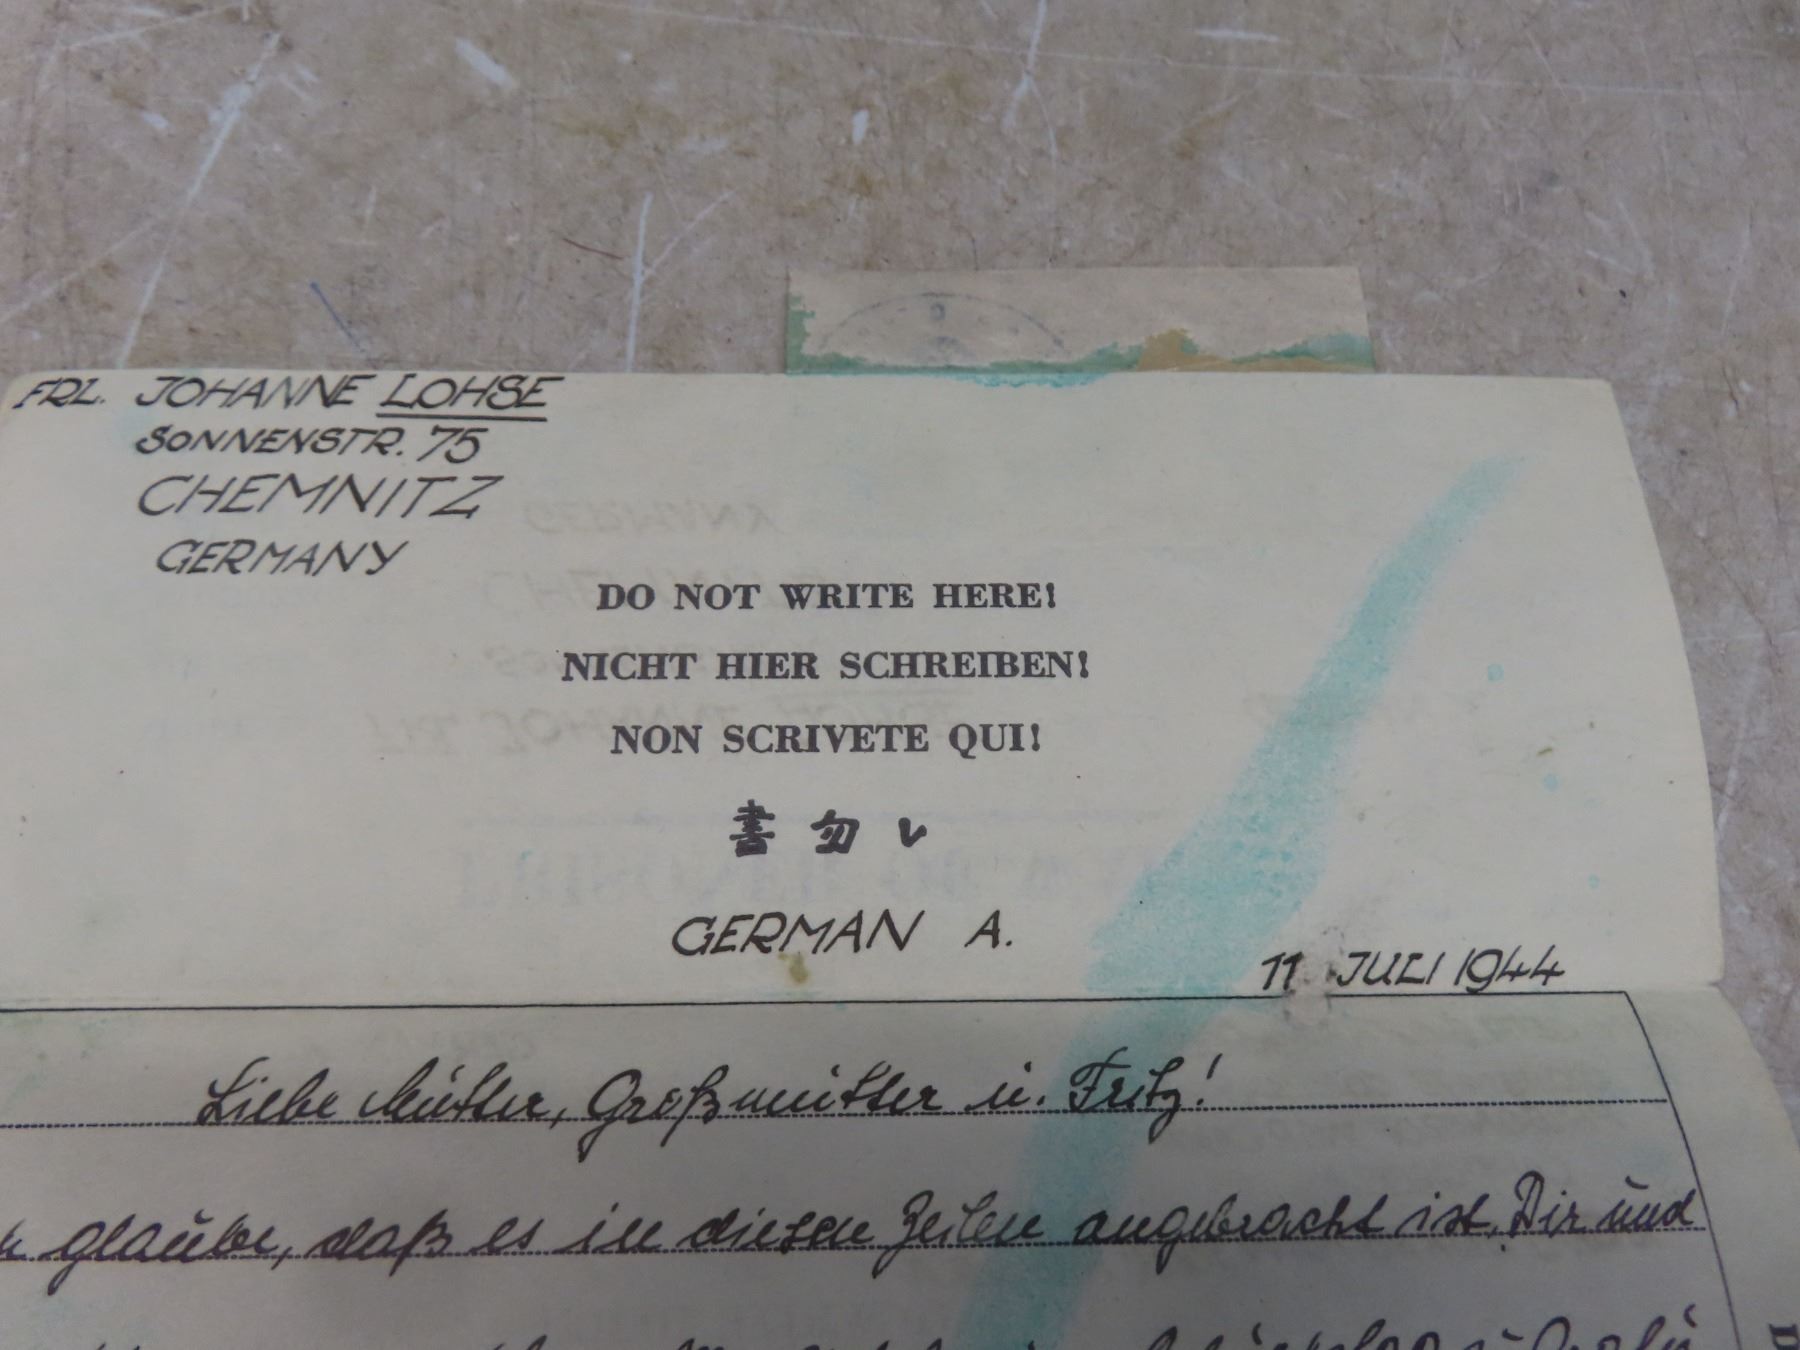 FRL. JOHANNE LOHSE
SONNENSTR. 75
CHEMNITZ
GERMANY
DO NOT WRITE HERE!
NICHT HIER SCHREIBEN!
NON SCRIVETE QUI!
書勿レ
GERMAN A.
11 JULI 1944
Liebe Mutter, Großmutter u. Fritz!
glaube, daß es in diesen Zeilen angebracht ist, Dir und